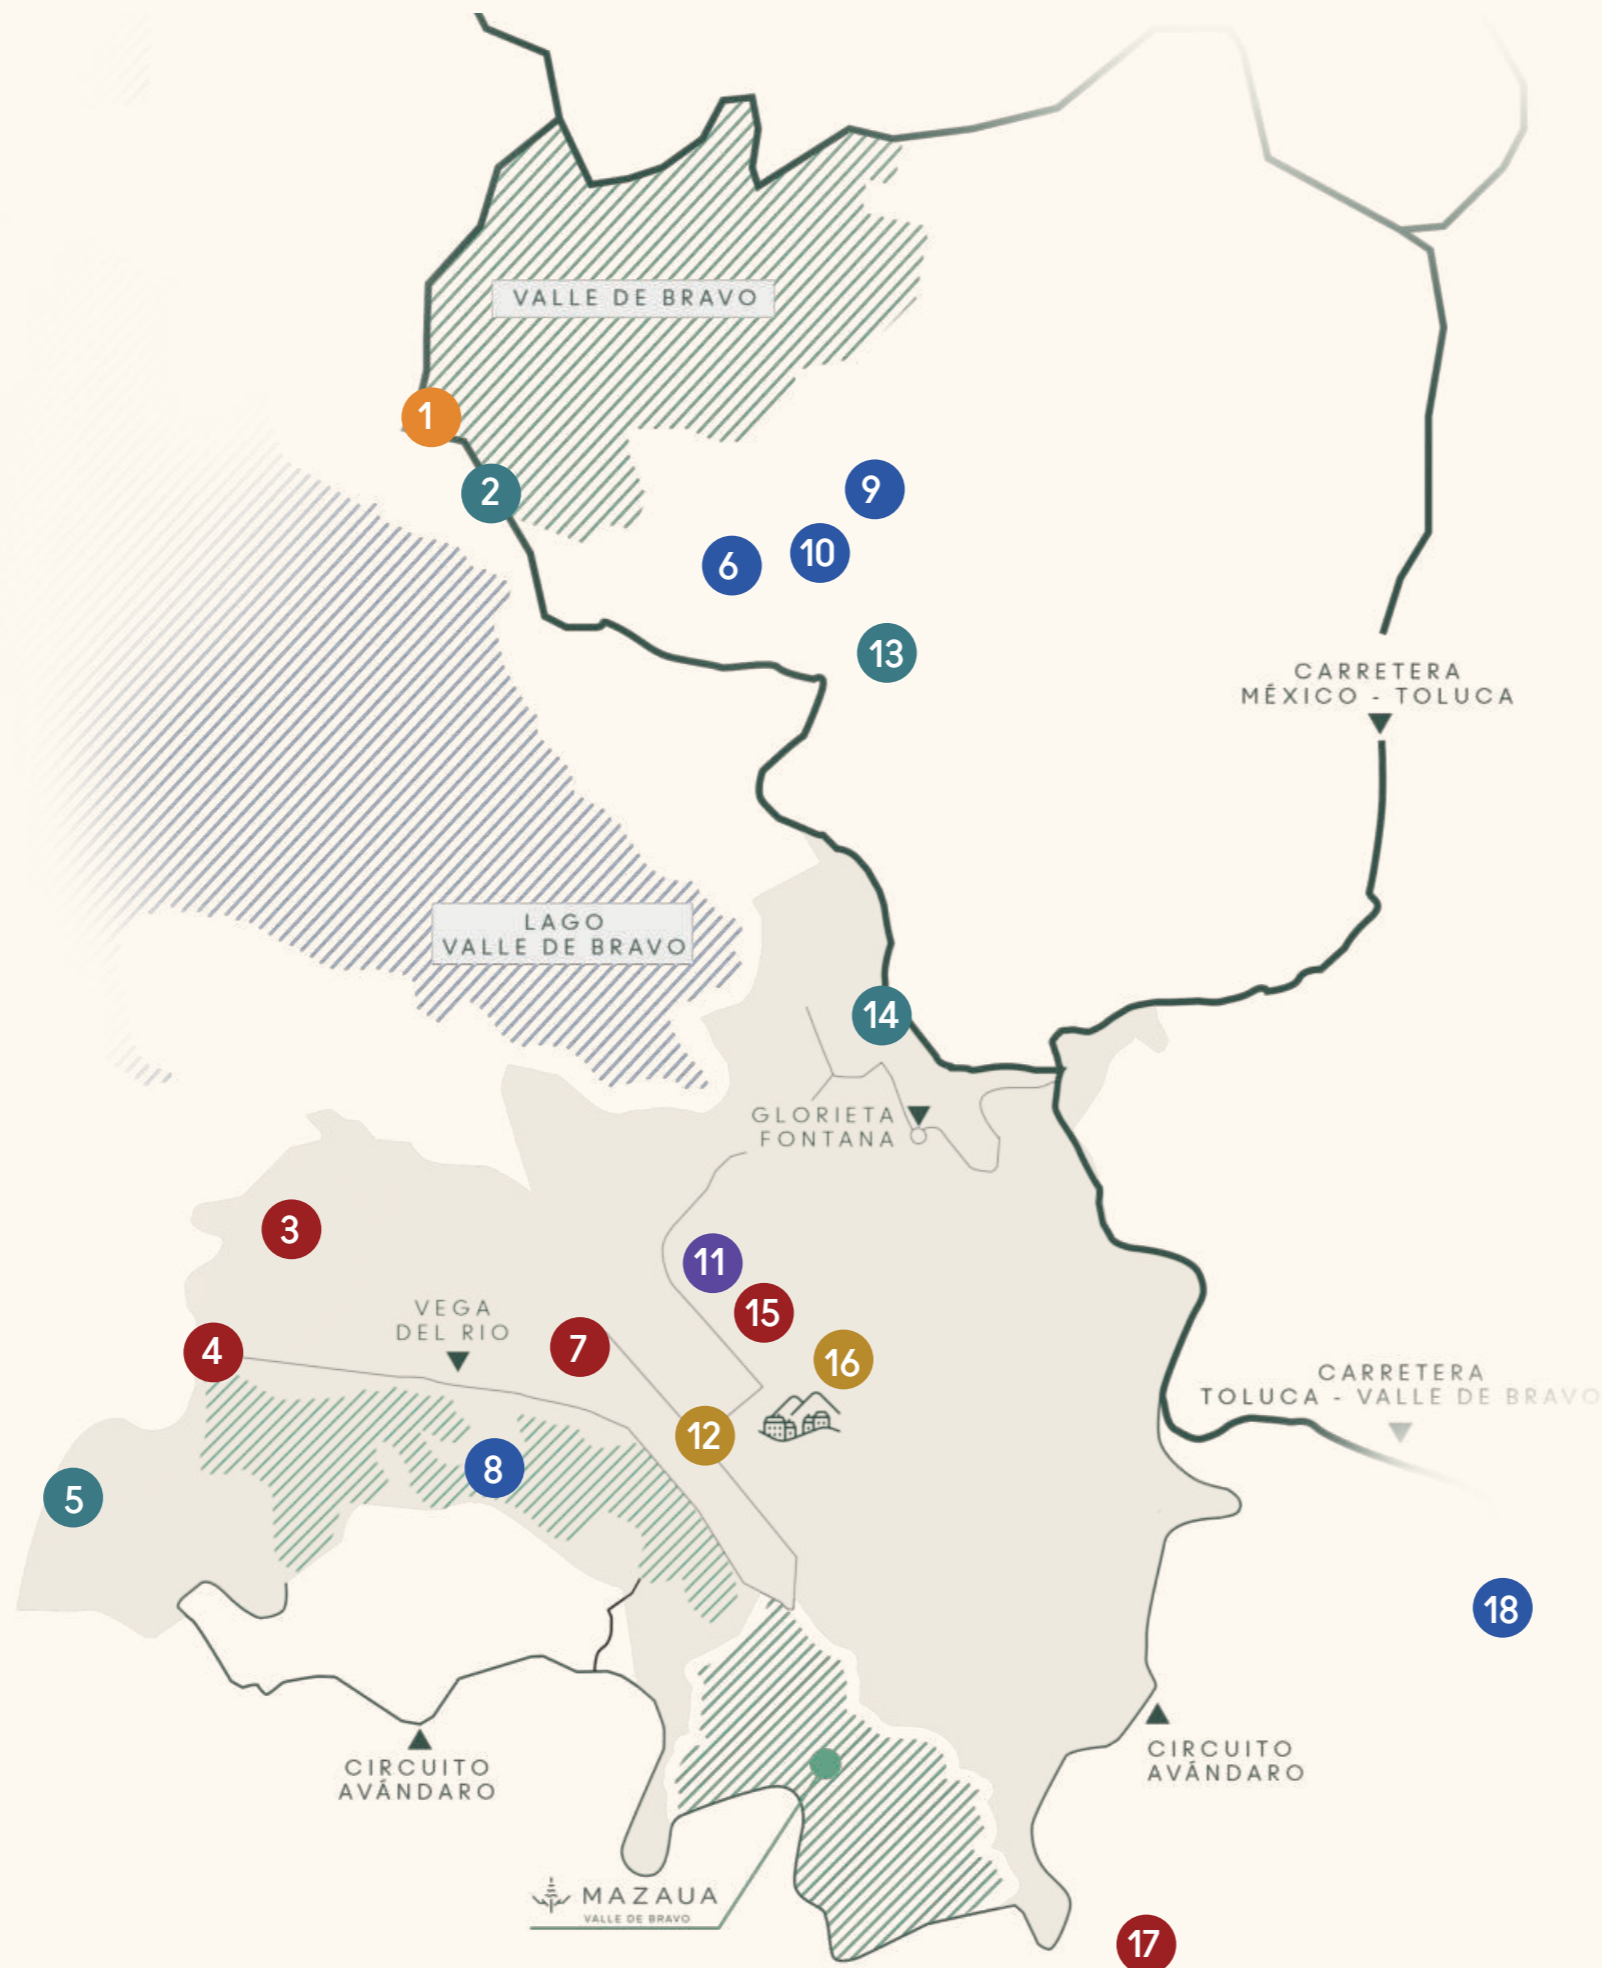 VALLE DE BRAVO
1
2
9
10
6
13
CARRETERA
MÉXICO - TOLUCA
LAGO
VALLE DE BRAVO
14
GLORIETA
FONTANA
3
11
15
VEGA
DEL RIO
4
7
16
CARRETERA
TOLUCA - VALLE DE BRAVO
12
8
5
18
CIRCUITO
AVÁNDARO
CIRCUITO
AVÁNDARO
MAZAUA
VALLE DE BRAVO
17